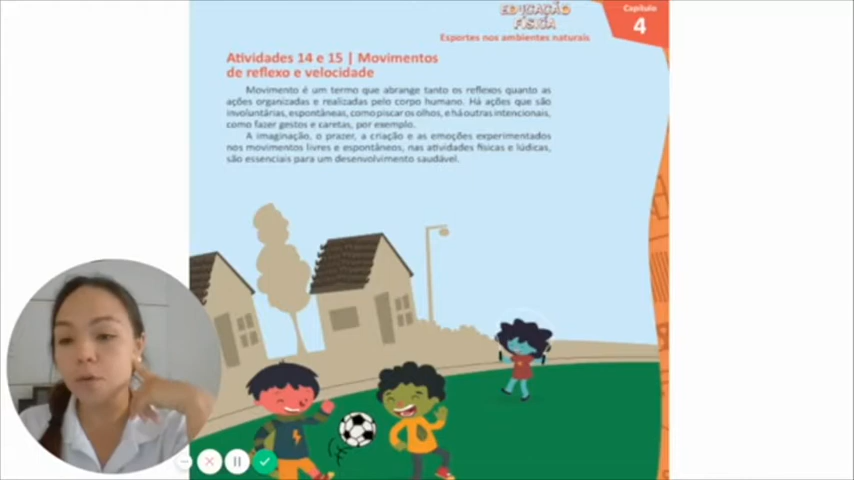 EDUCAÇÃO
FÍSICA
Capítulo
4
Esportes nos ambientes naturais
Atividades 14 e 15 | Movimentos
de reflexo e velocidade
Movimento é um termo que abrange tanto os reflexos quanto as
ações organizadas e realizadas pelo corpo humano. Há ações que são
involuntárias, espontâneas, como piscar os olhos, e há outras intencionais,
como fazer gestos e caretas, por exemplo.
A imaginação, o prazer, a criação e as emoções experimentados
nos movimentos livres e espontâneos, nas atividades físicas e lúdicas,
são essenciais para um desenvolvimento saudável.